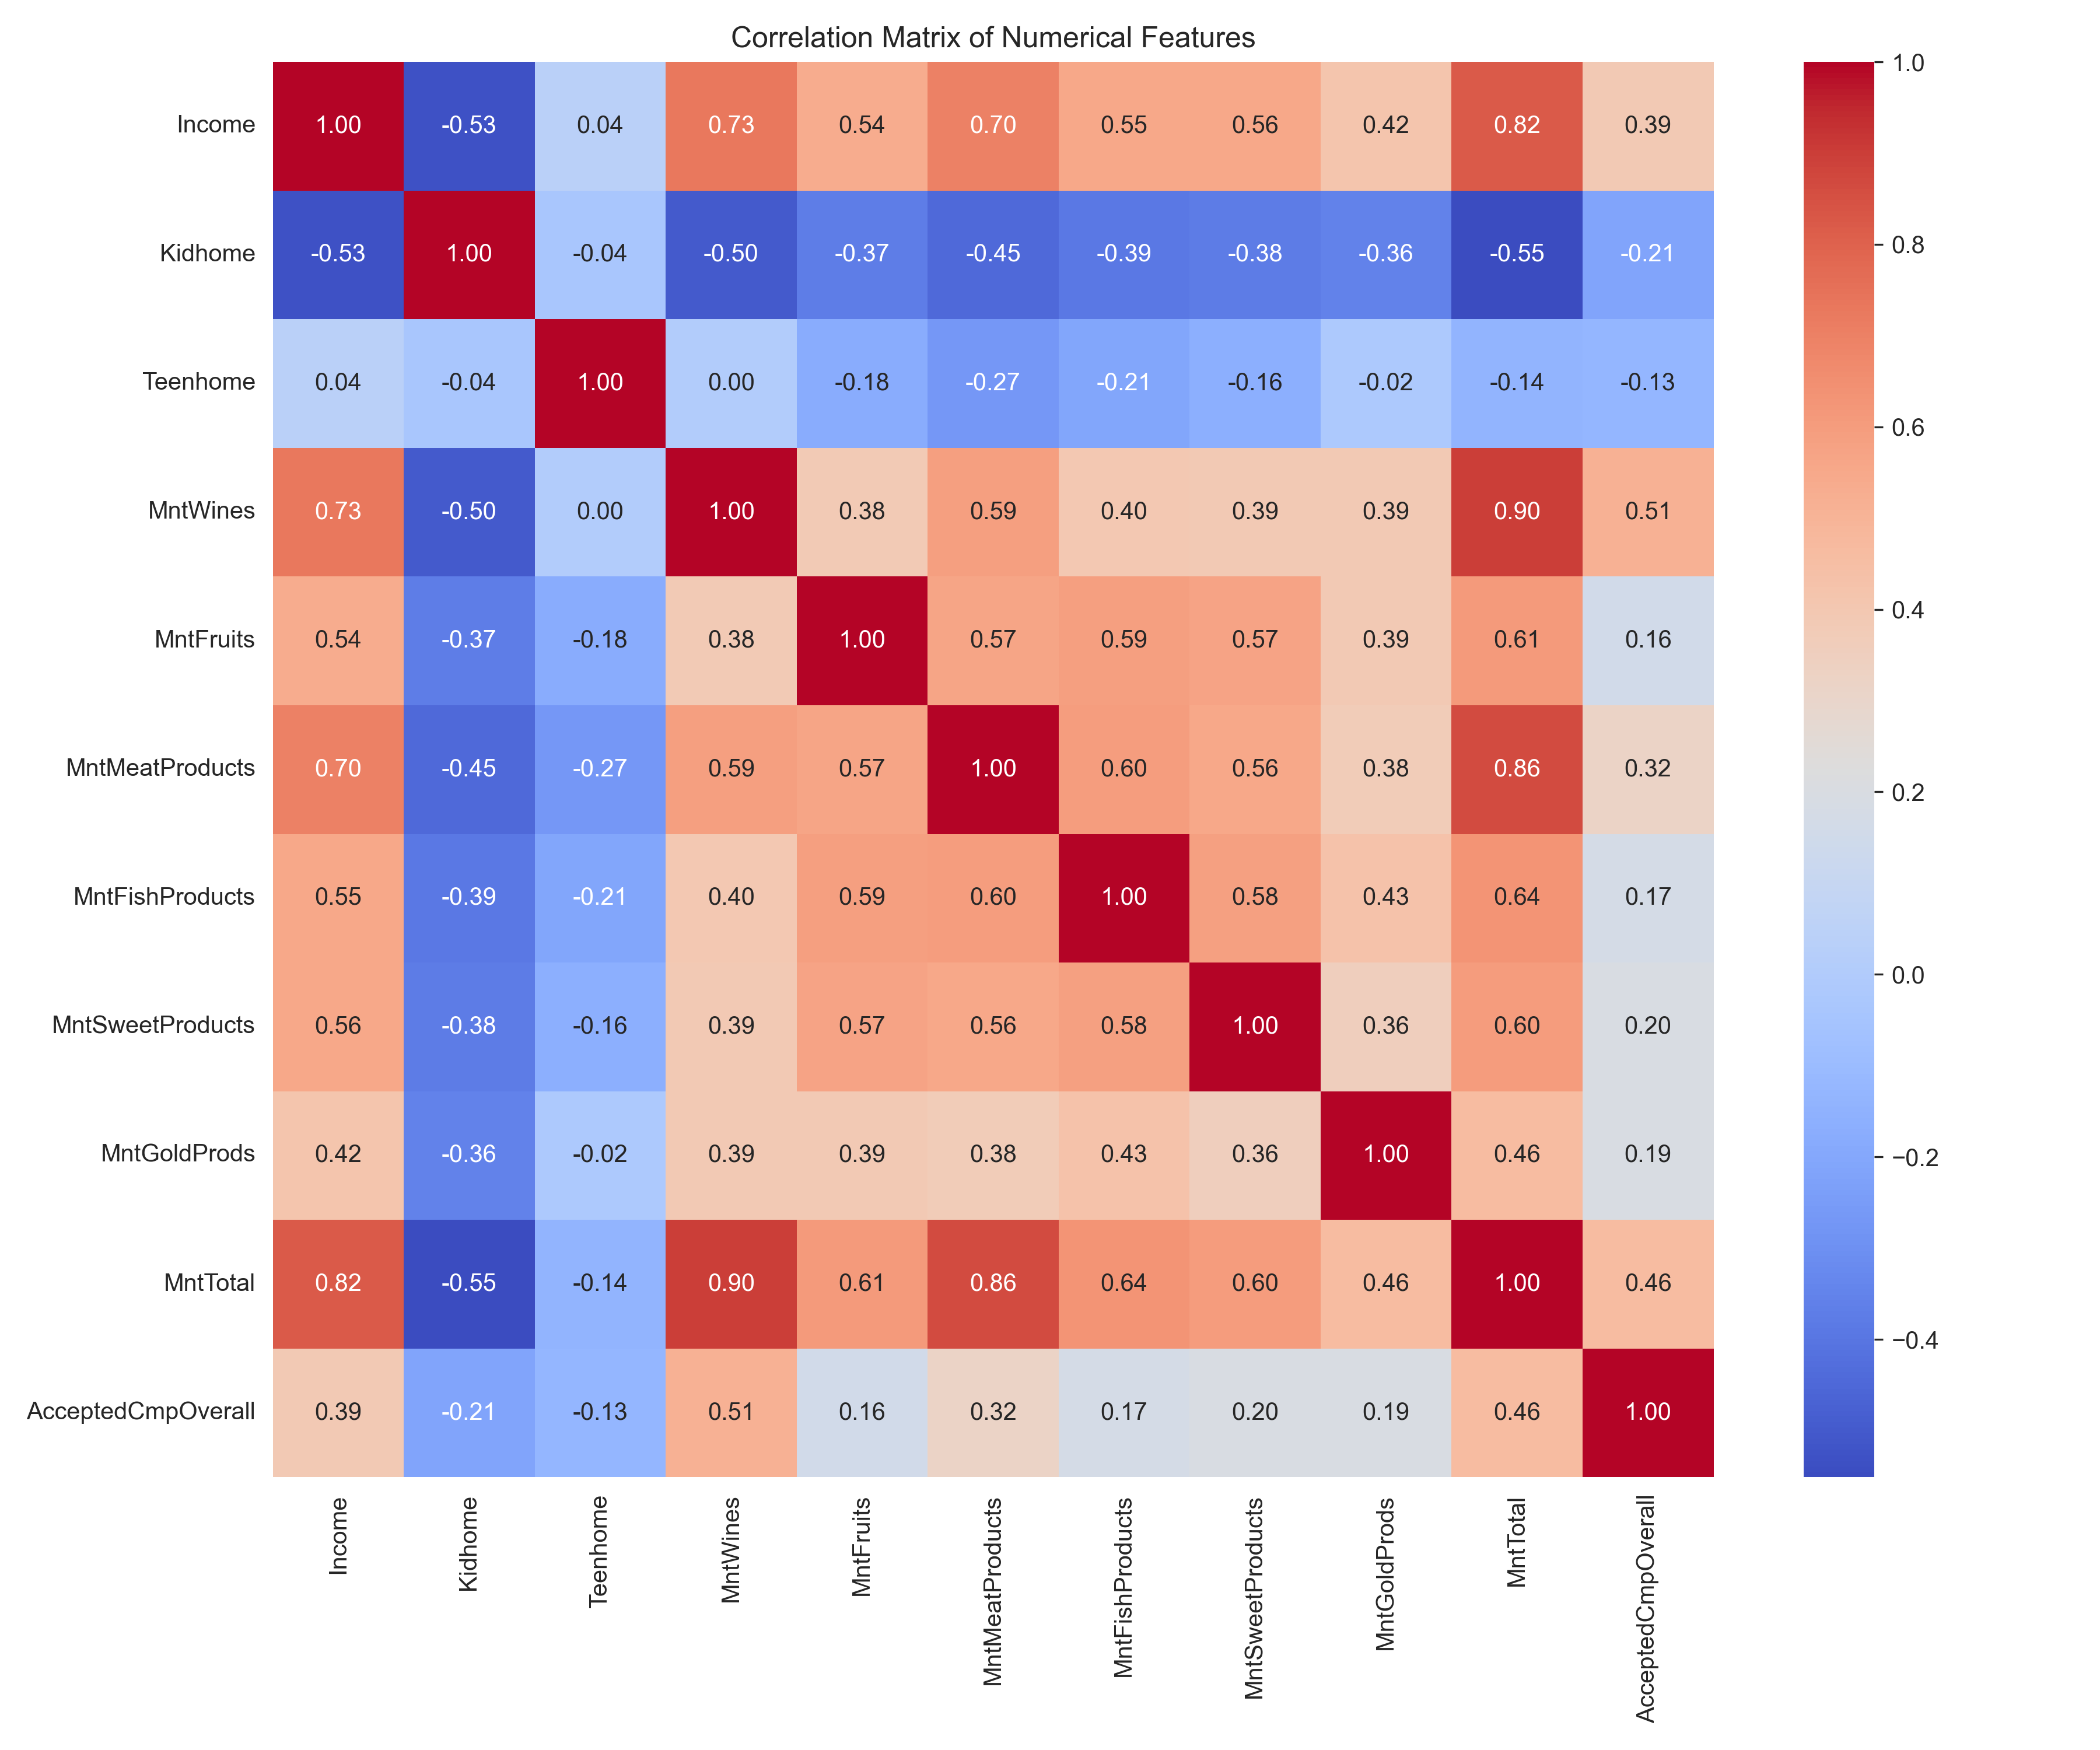 Correlation Matrix of Numerical Features
Income 1.00 -0.53 0.04 0.73 0.54 0.70 0.55 0.56 0.42 0.82 0.39
Kidhome -0.53 1.00 -0.04 -0.50 -0.37 -0.45 -0.39 -0.38 -0.36 -0.55 -0.21
Teenhome 0.04 -0.04 1.00 0.00 -0.18 -0.27 -0.21 -0.16 -0.02 -0.14 -0.13
MntWines 0.73 -0.50 0.00 1.00 0.38 0.59 0.40 0.39 0.39 0.90 0.51
MntFruits 0.54 -0.37 -0.18 0.38 1.00 0.57 0.59 0.57 0.39 0.61 0.16
MntMeatProducts 0.70 -0.45 -0.27 0.59 0.57 1.00 0.60 0.56 0.38 0.86 0.32
MntFishProducts 0.55 -0.39 -0.21 0.40 0.59 0.60 1.00 0.58 0.43 0.64 0.17
MntSweetProducts 0.56 -0.38 -0.16 0.39 0.57 0.56 0.58 1.00 0.36 0.60 0.20
MntGoldProds 0.42 -0.36 -0.02 0.39 0.39 0.38 0.43 0.36 1.00 0.46 0.19
MntTotal 0.82 -0.55 -0.14 0.90 0.61 0.86 0.64 0.60 0.46 1.00 0.46
AcceptedCmpOverall 0.39 -0.21 -0.13 0.51 0.16 0.32 0.17 0.20 0.19 0.46 1.00
Income
Kidhome
Teenhome
MntWines
MntFruits
MntMeatProducts
MntFishProducts
MntSweetProducts
MntGoldProds
MntTotal
AcceptedCmpOverall
1.0
0.8
0.6
0.4
0.2
0.0
−0.2
−0.4